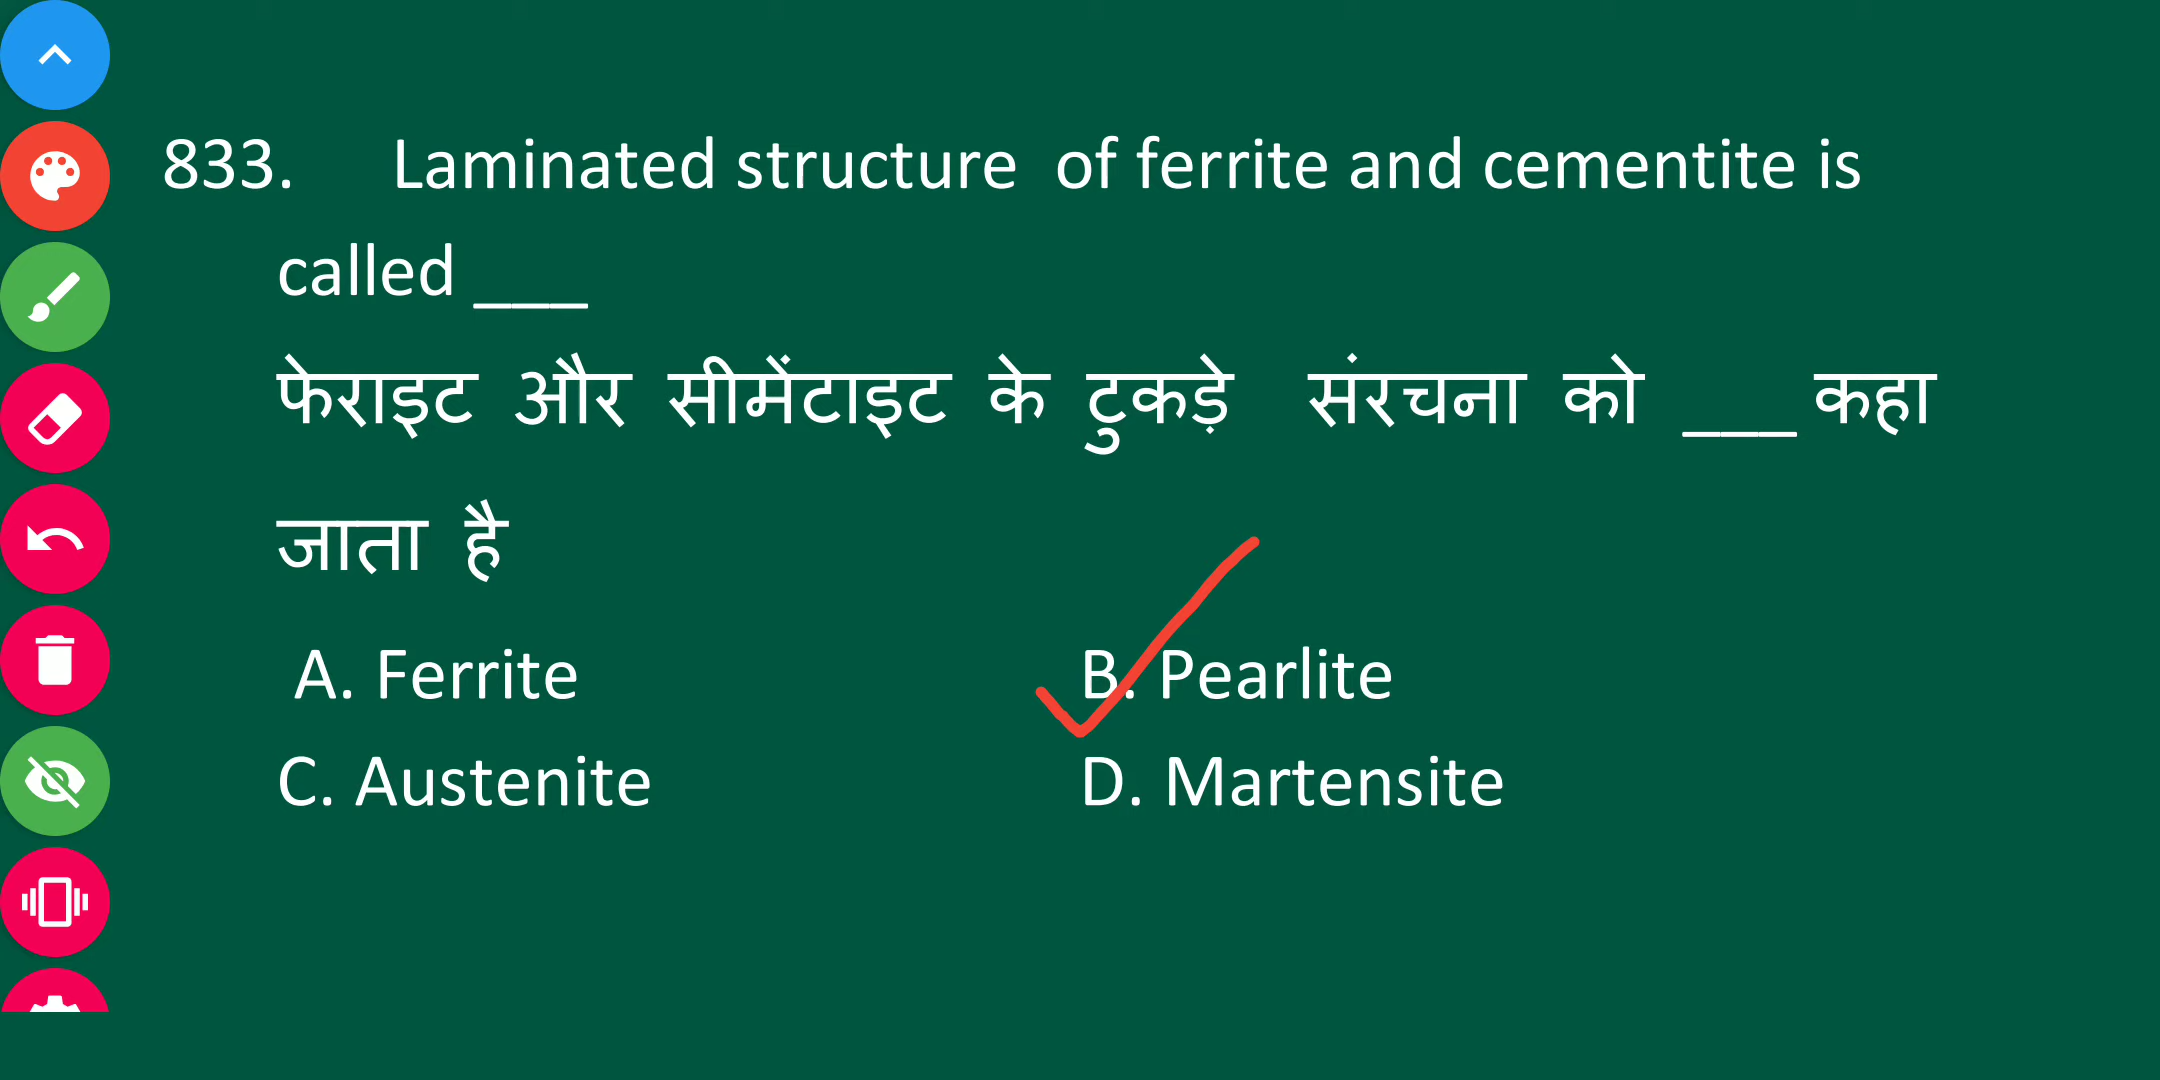 833. Laminated structure of ferrite and cementite is
called ___
फेराइट और सीमेंटाइट के टुकड़े संरचना को ___ कहा
जाता है
A. Ferrite B. Pearlite
C. Austenite D. Martensite